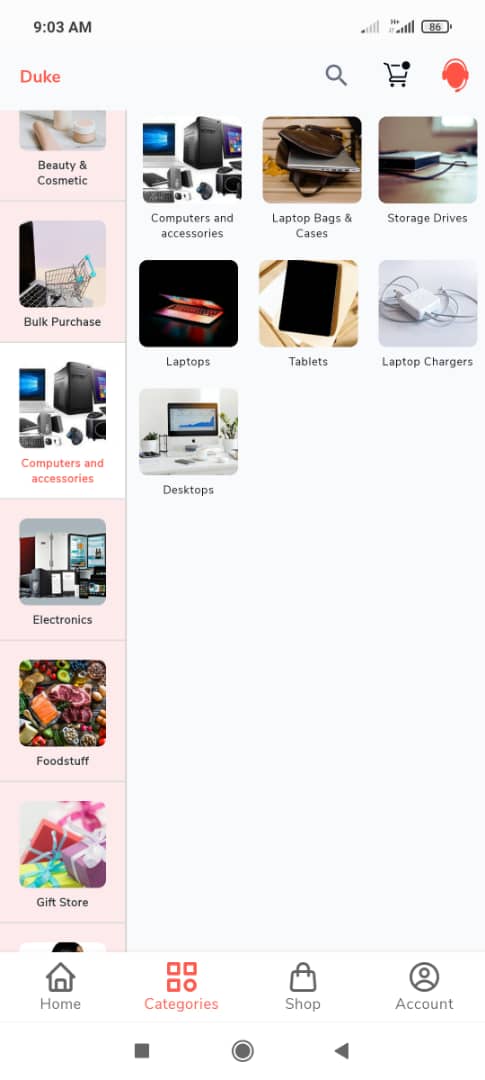 9:03 AM
H+
86
Duke
Beauty &
Cosmetic
Bulk Purchase
Computers and
accessories
Electronics
Foodstuff
Gift Store
Computers and
accessories
Laptop Bags &
Cases
Storage Drives
Laptops
Tablets
Laptop Chargers
Desktops
Home
Categories
Shop
Account